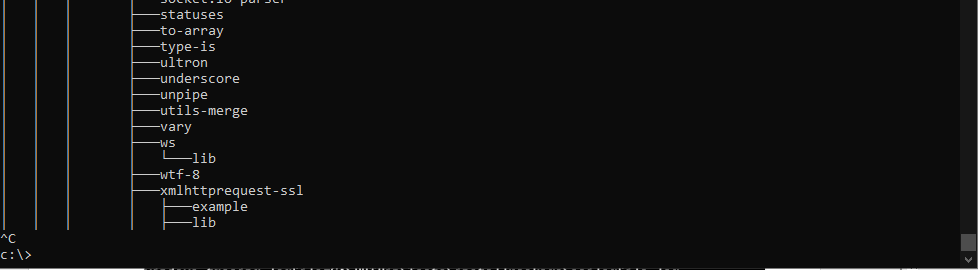 socket.io-parser
│   │   │       ├───statuses
│   │   │       ├───to-array
│   │   │       ├───type-is
│   │   │       ├───ultron
│   │   │       ├───underscore
│   │   │       ├───unpipe
│   │   │       ├───utils-merge
│   │   │       ├───vary
│   │   │       ├───ws
│   │   │       │   └───lib
│   │   │       ├───wtf-8
│   │   │       ├───xmlhttprequest-ssl
│   │   │       │   ├───example
│   │   │       │   ├───lib
^C
c:\>